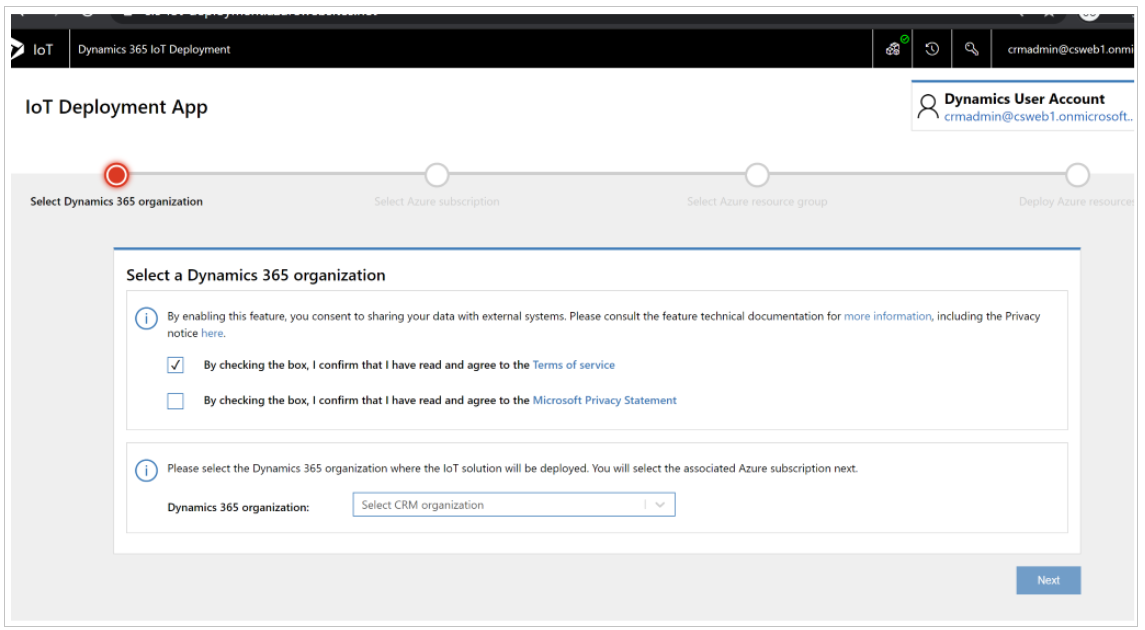 IoT
Dynamics 365 IoT Deployment
crmadmin@csweb1.onmi
IoT Deployment App
Dynamics User Account
crmadmin@csweb1.onmicrosoft...
Select Dynamics 365 organization
Select Azure subscription
Select Azure resource group
Deploy Azure resources
Select a Dynamics 365 organization
By enabling this feature, you consent to sharing your data with external systems. Please consult the feature technical documentation for more information, including the Privacy
notice here.
By checking the box, I confirm that I have read and agree to the Terms of service
By checking the box, I confirm that I have read and agree to the Microsoft Privacy Statement
Please select the Dynamics 365 organization where the IoT solution will be deployed. You will select the associated Azure subscription next.
Dynamics 365 organization:
Select CRM organization
Next